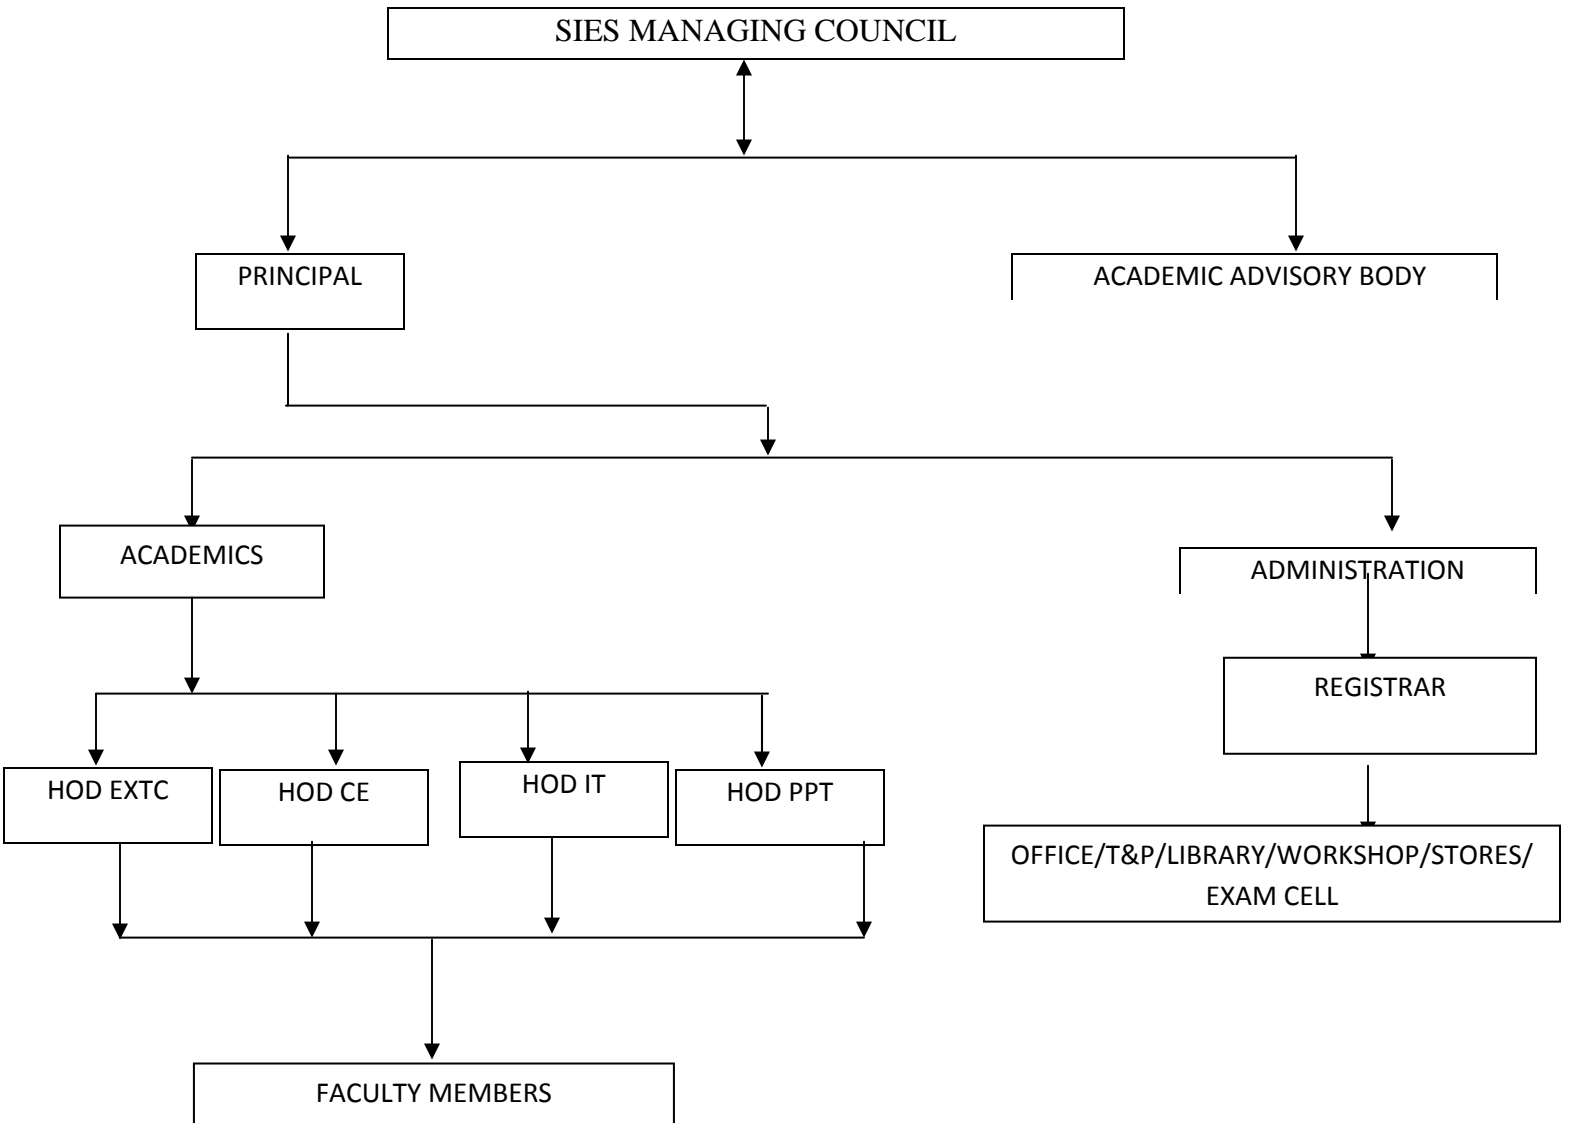 SIES MANAGING COUNCIL
PRINCIPAL
ACADEMIC ADVISORY BODY
ACADEMICS
ADMINISTRATION
REGISTRAR
HOD EXTC
HOD CE
HOD IT
HOD PPT
OFFICE/T&P/LIBRARY/WORKSHOP/STORES/
EXAM CELL
FACULTY MEMBERS